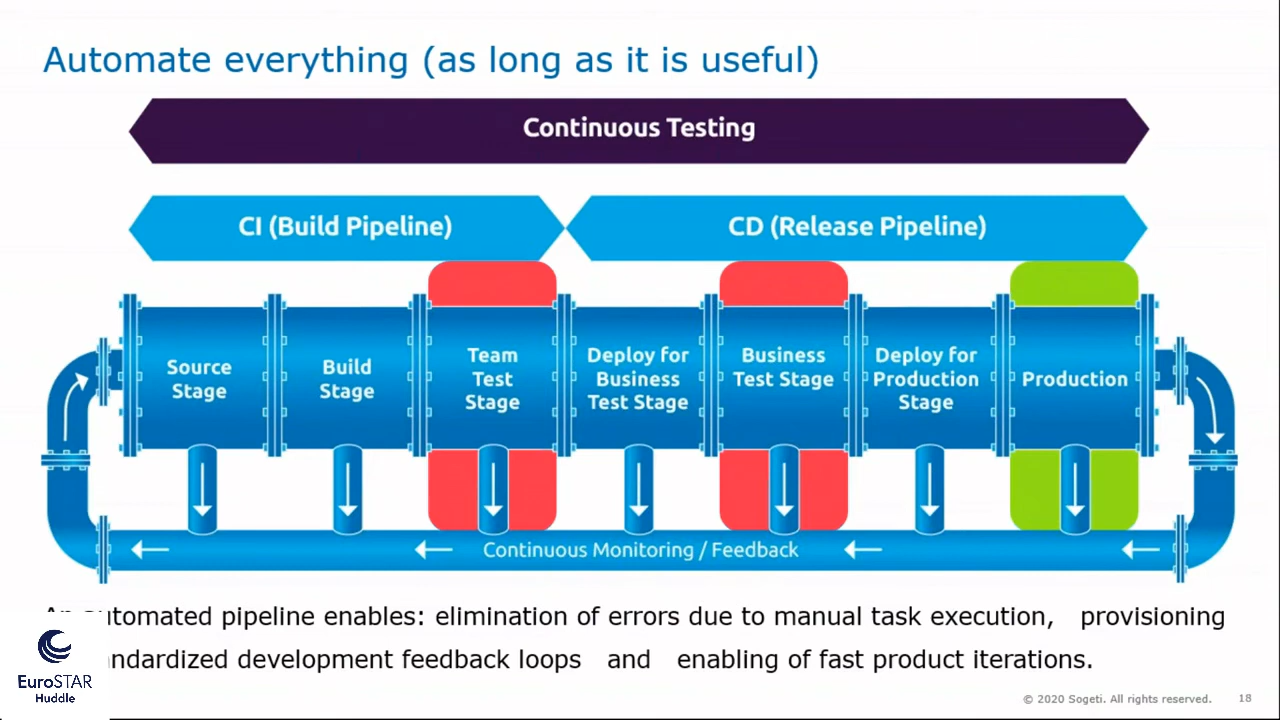 Automate everything (as long as it is useful)
Continuous Testing
CI (Build Pipeline)
CD (Release Pipeline)
Source
Stage
Build
Stage
Team
Test
Stage
Deploy for
Business
Test Stage
Business
Test Stage
Deploy for
Production
Stage
Production
Continuous Monitoring / Feedback
automated pipeline enables: elimination of errors due to manual task execution, provisioning
development feedback loops and enabling of fast product iterations.
EuroSTAR
Huddle
© 2020 Sogeti. All rights reserved. 18